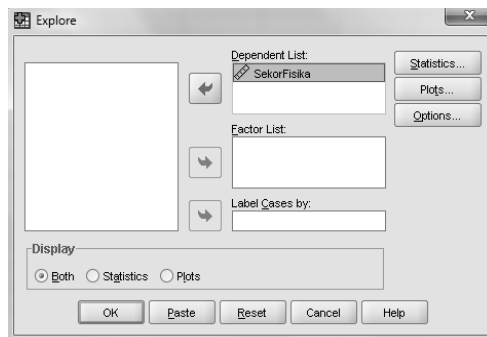 Explore
Dependent List:
SekorFisika
Statistics...
Plots...
Options...
Factor List:
Label Cases by:
Display
Both
Statistics
Plots
OK
Paste
Reset
Cancel
Help